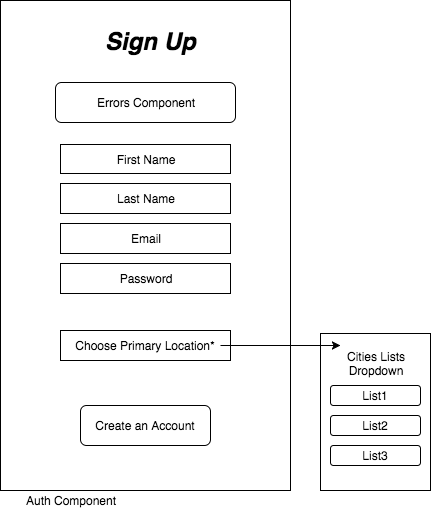 Sign Up
Errors Component
First Name
Last Name
Email
Password
Choose Primary Location*
Cities Lists
Dropdown
List1
List2
List3
Create an Account
Auth Component